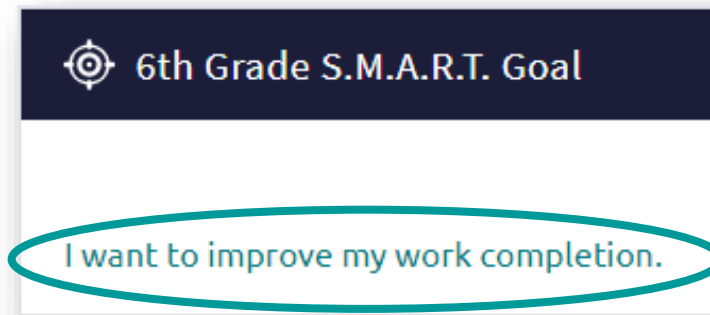 6th Grade S.M.A.R.T. Goal
I want to improve my work completion.